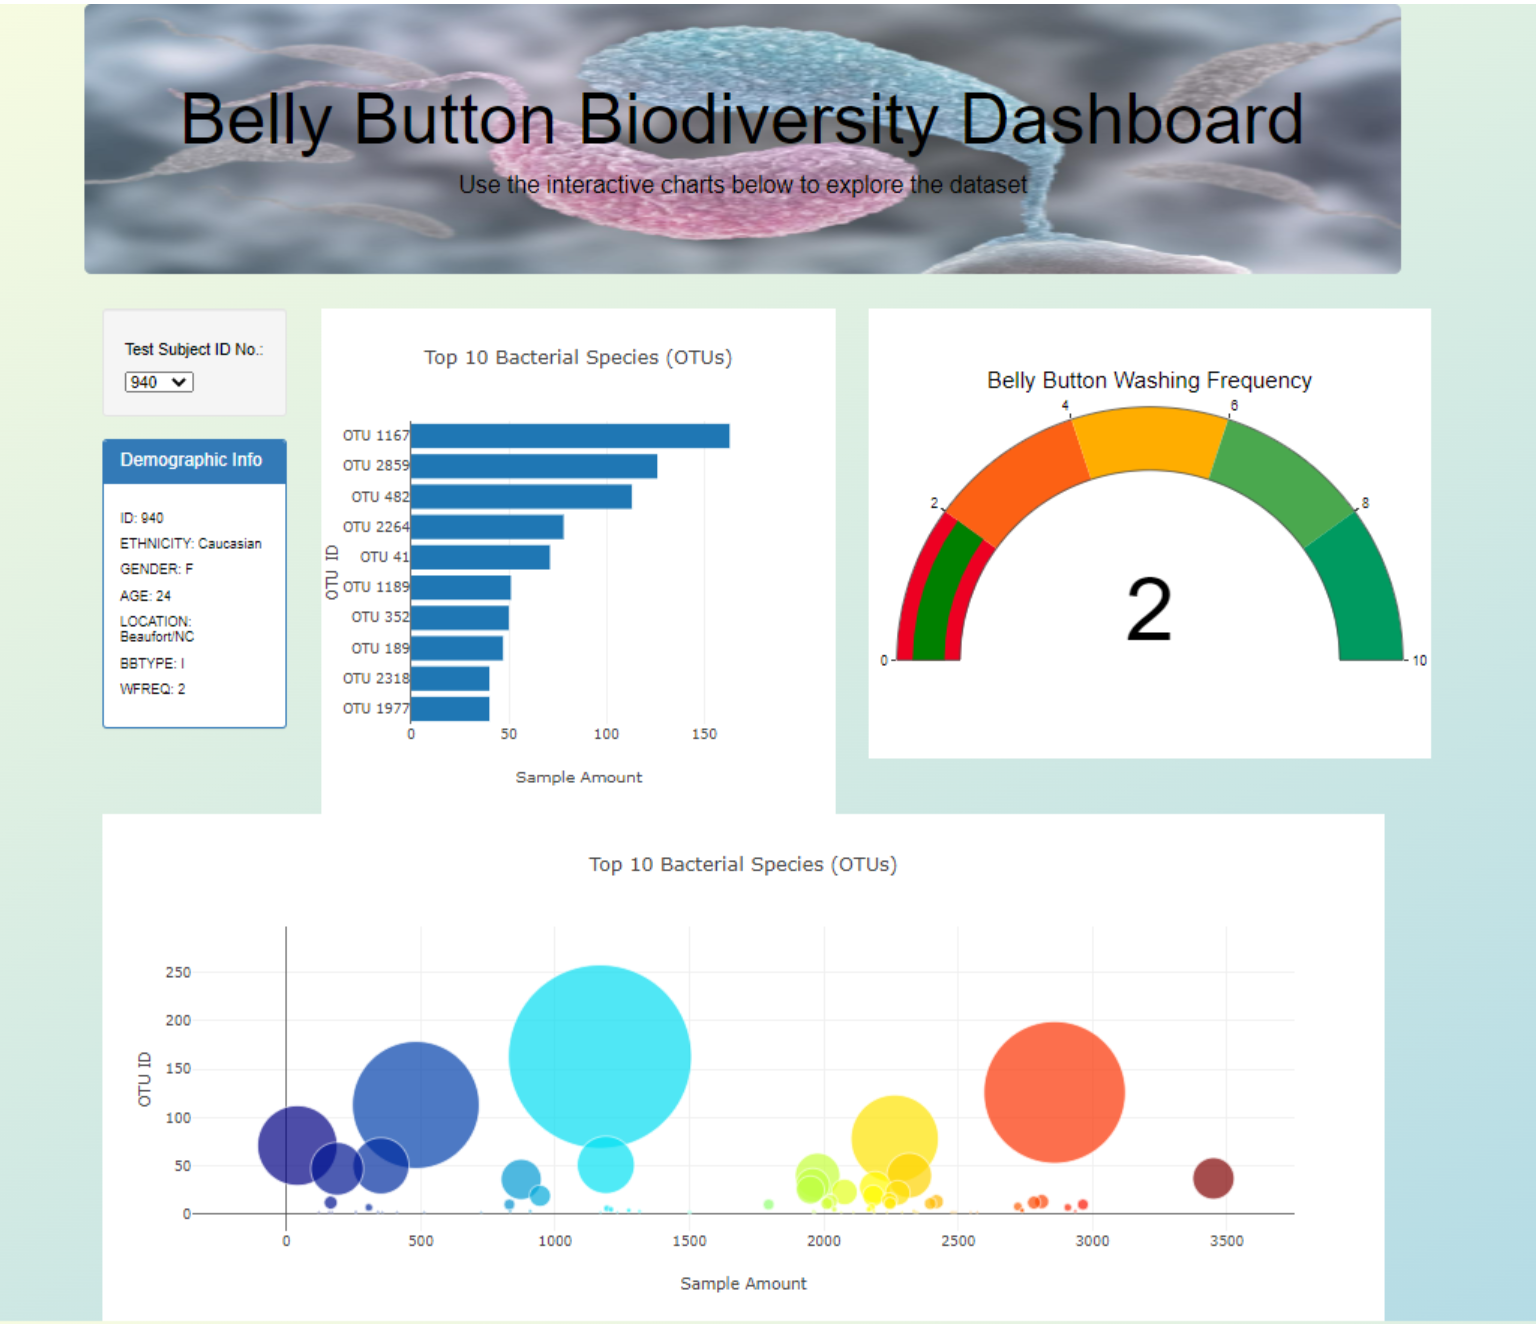 Belly Button Biodiversity Dashboard
Use the interactive charts below to explore the dataset
Test Subject ID No.:
940
Demographic Info
ID: 940
ETHNICITY: Caucasian
GENDER: F
AGE: 24
LOCATION:
Beaufort/NC
BBTYPE: I
WFREQ: 2
Top 10 Bacterial Species (OTUs)
OTU ID
OTU 1167
OTU 2859
OTU 482
OTU 2264
OTU 41
OTU 1189
OTU 352
OTU 189
OTU 2318
OTU 1977
0 50 100 150
Sample Amount
Belly Button Washing Frequency
0 2 4 6 8 10
2
Top 10 Bacterial Species (OTUs)
OTU ID
250
200
150
100
50
0
0 500 1000 1500 2000 2500 3000 3500
Sample Amount